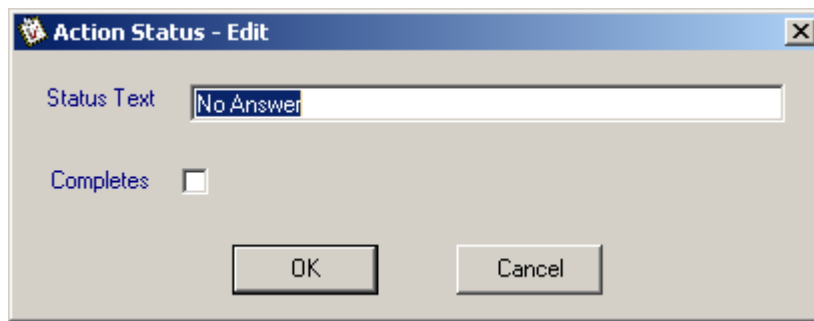 Action Status - Edit
Status Text No Answer
Completes
OK Cancel